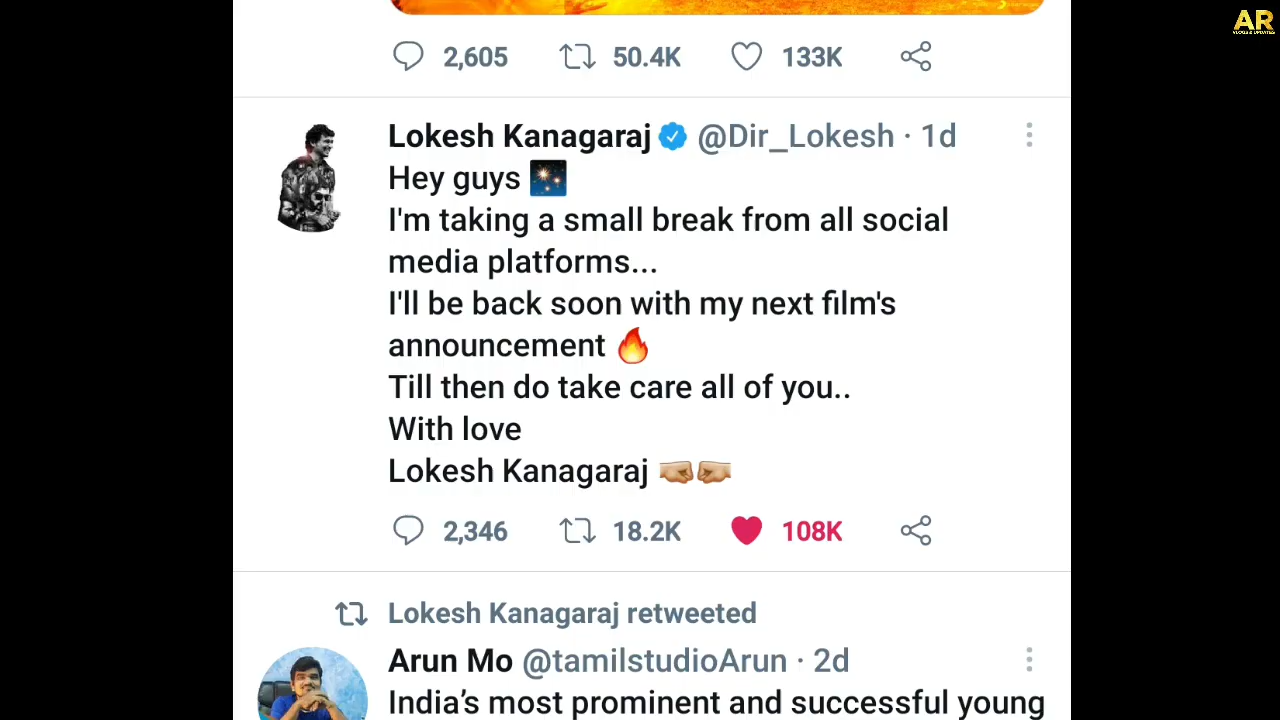 AR
VLOGS & UPDATES
2,605 50.4K 133K
Lokesh Kanagaraj @Dir_Lokesh · 1d
Hey guys 🎇
I'm taking a small break from all social
media platforms...
I'll be back soon with my next film's
announcement 🔥
Till then do take care all of you..
With love
Lokesh Kanagaraj 🤜🏼🤛🏼
2,346 18.2K 108K
Lokesh Kanagaraj retweeted
Arun Mo @tamilstudioArun · 2d
India’s most prominent and successful young